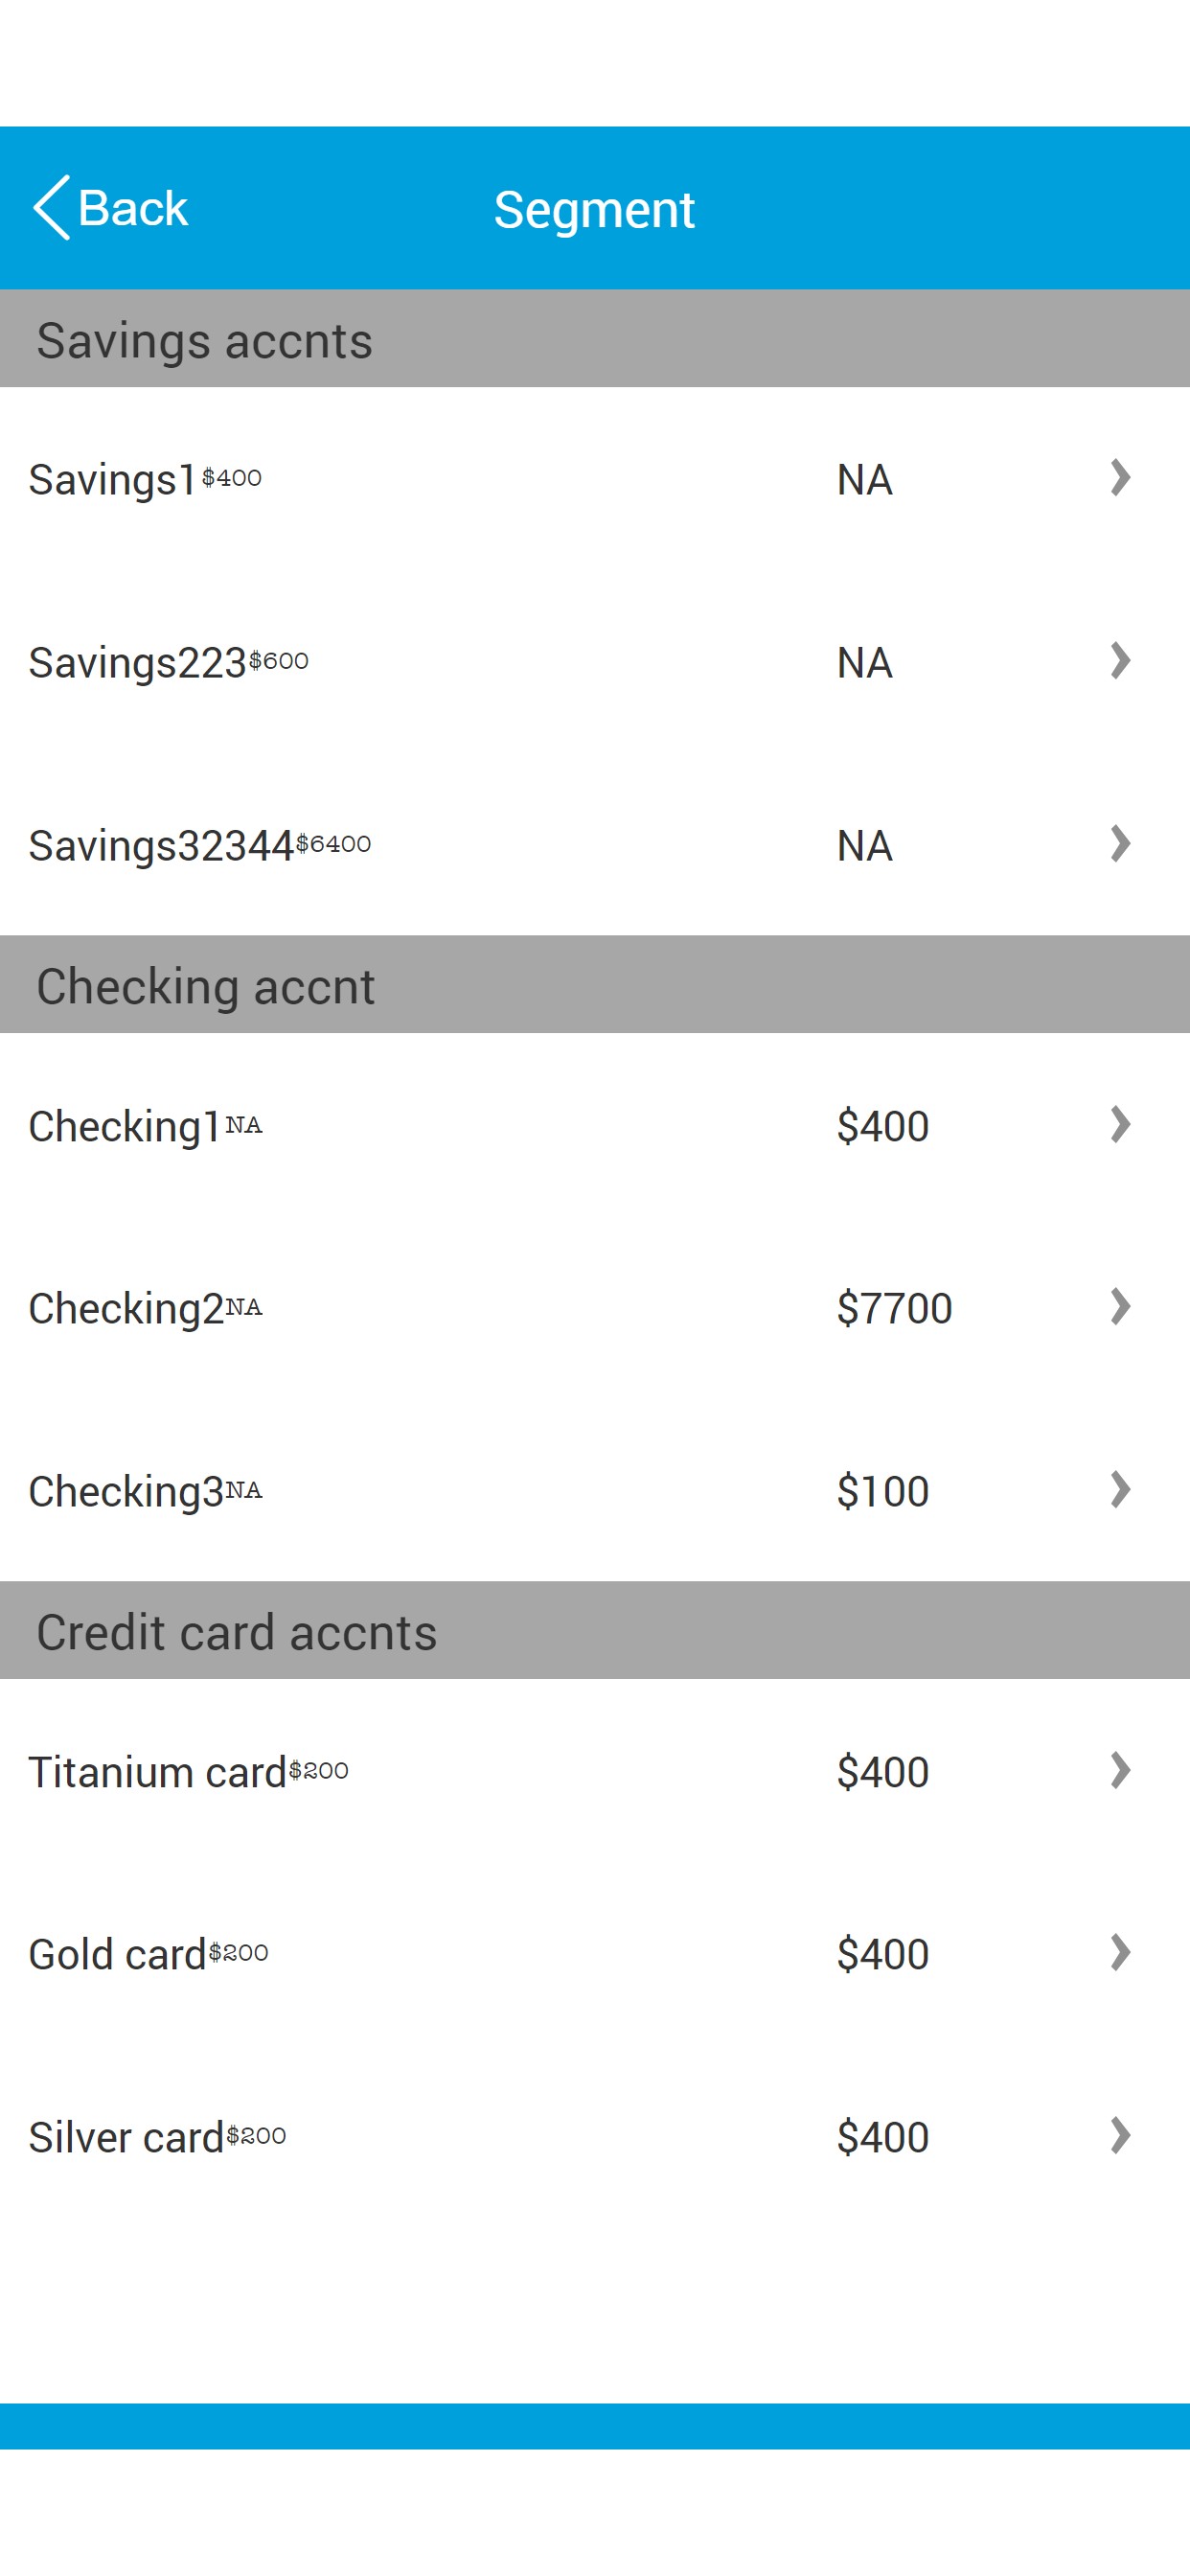 Back
Segment
Savings accnts
Savings1 $400 NA
Savings223 $600 NA
Savings32344 $6400 NA
Checking accnt
Checking1 NA $400
Checking2 NA $7700
Checking3 NA $100
Credit card accnts
Titanium card $200 $400
Gold card $200 $400
Silver card $200 $400